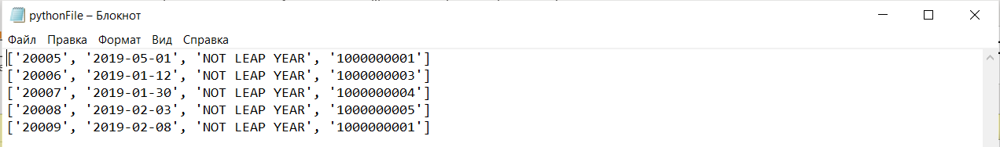 pythonFile – Блокнот
Файл Правка Формат Вид Справка
['20005', '2019-05-01', 'NOT LEAP YEAR', '1000000001']
['20006', '2019-01-12', 'NOT LEAP YEAR', '1000000003']
['20007', '2019-01-30', 'NOT LEAP YEAR', '1000000004']
['20008', '2019-02-03', 'NOT LEAP YEAR', '1000000005']
['20009', '2019-02-08', 'NOT LEAP YEAR', '1000000001']